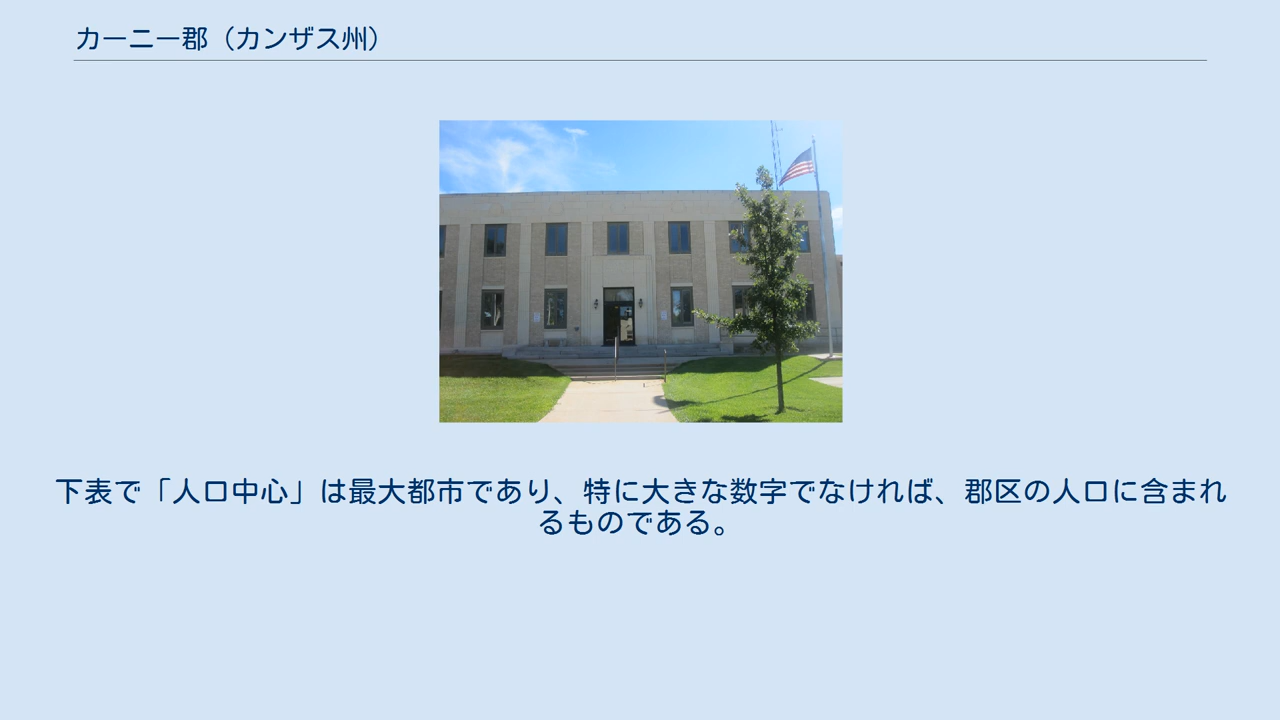 カーニー郡（カンザス州）
下表で「人口中心」は最大都市であり、特に大きな数字でなければ、郡区の人口に含まれ
るものである。